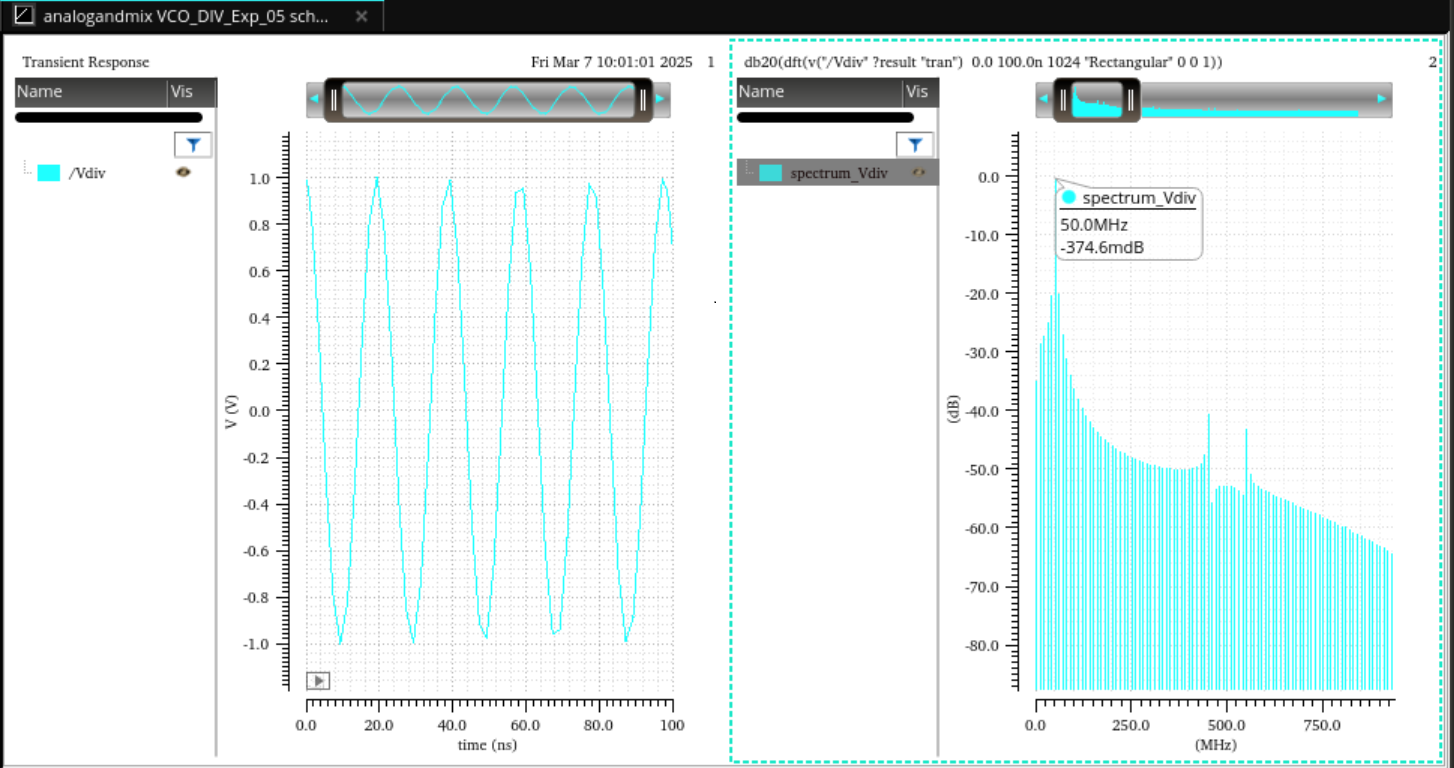 analogandmix VCO_DIV_Exp_05 sch...
Transient Response
Fri Mar 7 10:01:01 2025 1
Name Vis
/Vdiv
1.0
0.8
0.6
0.4
0.2
0.0
-0.2
-0.4
-0.6
-0.8
-1.0
V (V)
0.0 20.0 40.0 60.0 80.0 100
time (ns)
db20(dft(v("/Vdiv" ?result "tran") 0.0 100.0n 1024 "Rectangular" 0 0 1)) 2
Name Vis
spectrum_Vdiv
0.0
-10.0
-20.0
-30.0
-40.0
-50.0
-60.0
-70.0
-80.0
(dB)
spectrum_Vdiv
50.0MHz
-374.6mdB
0.0 250.0 500.0 750.0
(MHz)